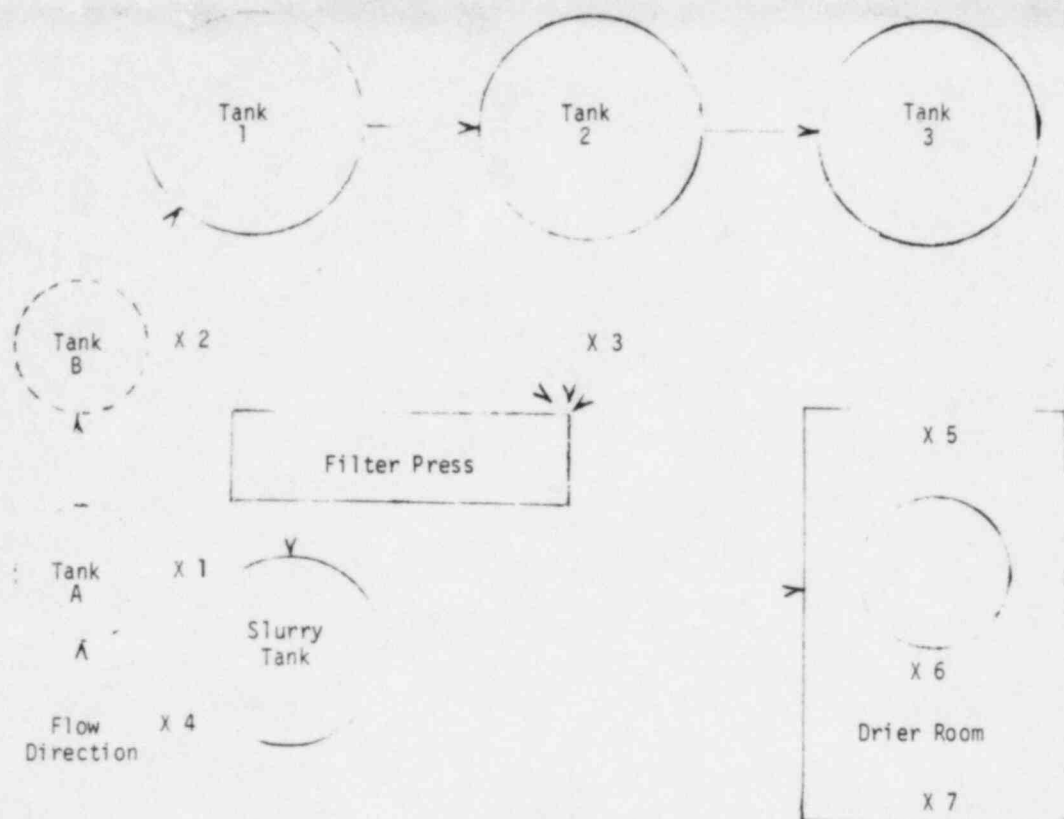 Tank
1
Tank
2
Tank
3
Tank
B
X 2
X 3
Filter Press
X 5
Tank
A
X 1
Slurry
Tank
X 6
Flow
Direction
X 4
Drier Room
X 7